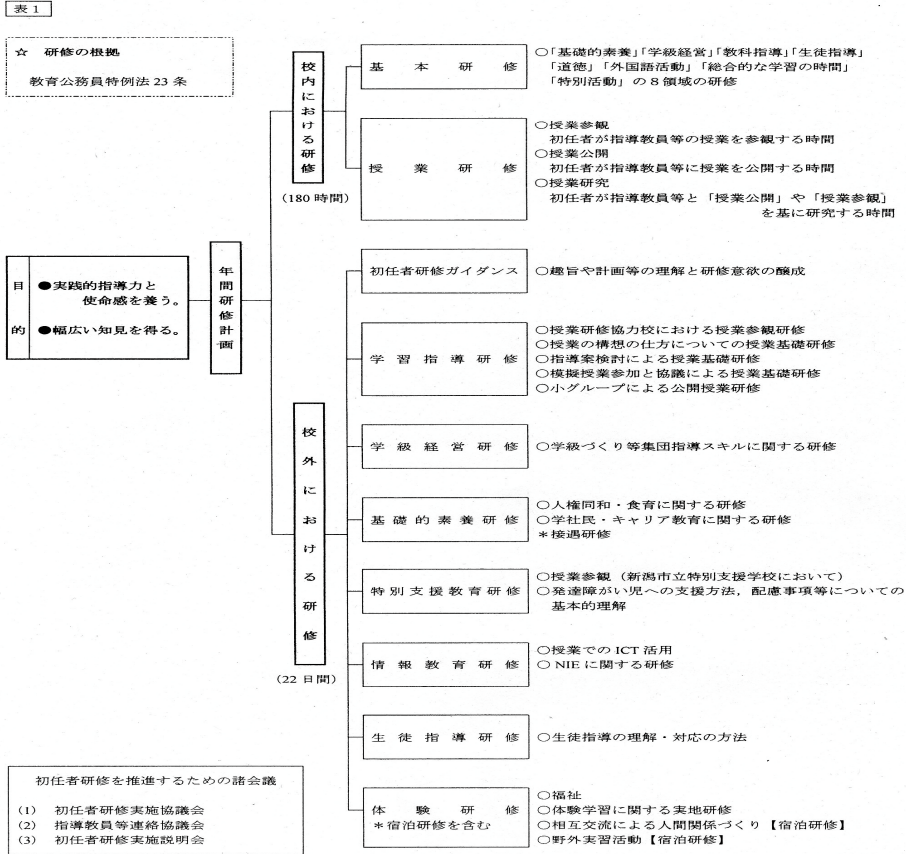 表1
☆ 研修の根拠
教育公務員特例法23条
目的
●実践的指導力と
使命感を養う。
●幅広い知見を得る。
年間研修計画
校内における研修
(180時間)
基本研修
○「基礎的素養」「学級経営」「教科指導」「生徒指導」
「道徳」「外国語活動」「総合的な学習の時間」
「特別活動」の8領域の研修
授業研修
○授業参観
初任者が指導教員等の授業を参観する時間
○授業公開
初任者が指導教員等に授業を公開する時間
○授業研究
初任者が指導教員等と「授業公開」や「授業参観」
を基に研究する時間
校外における研修
(22日間)
初任者研修ガイダンス
○趣旨や計画等の理解と研修意欲の醸成
学習指導研修
○授業研修協力校における授業参観研修
○授業の構想の仕方についての授業基礎研修
○指導案検討による授業基礎研修
○模擬授業参加と協議による授業基礎研修
○小グループによる公開授業研修
学級経営研修
○学級づくり等集団指導スキルに関する研修
基礎的素養研修
○人権同和・食育に関する研修
○学社民・キャリア教育に関する研修
*接遇研修
特別支援教育研修
○授業参観(新潟市立特別支援学校において)
○発達障がい児への支援方法,配慮事項等についての
基本的理解
情報教育研修
○授業でのICT活用
○NIEに関する研修
生徒指導研修
○生徒指導の理解・対応の方法
体験研修
*宿泊研修を含む
○福祉
○体験学習に関する実地研修
○相互交流による人間関係づくり【宿泊研修】
○野外実習活動【宿泊研修】
初任者研修を推進するための諸会議
(1) 初任者研修実施協議会
(2) 指導教員等連絡協議会
(3) 初任者研修実施説明会